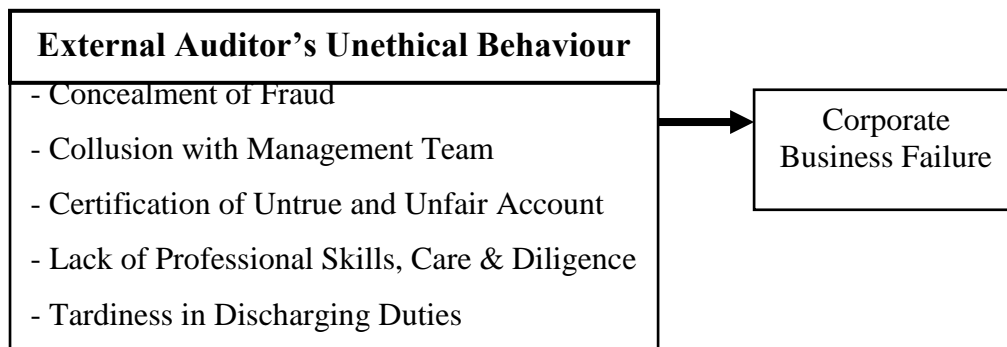 External Auditor’s Unethical Behaviour
- Concealment of Fraud
- Collusion with Management Team
- Certification of Untrue and Unfair Account
- Lack of Professional Skills, Care & Diligence
- Tardiness in Discharging Duties
Corporate
Business Failure